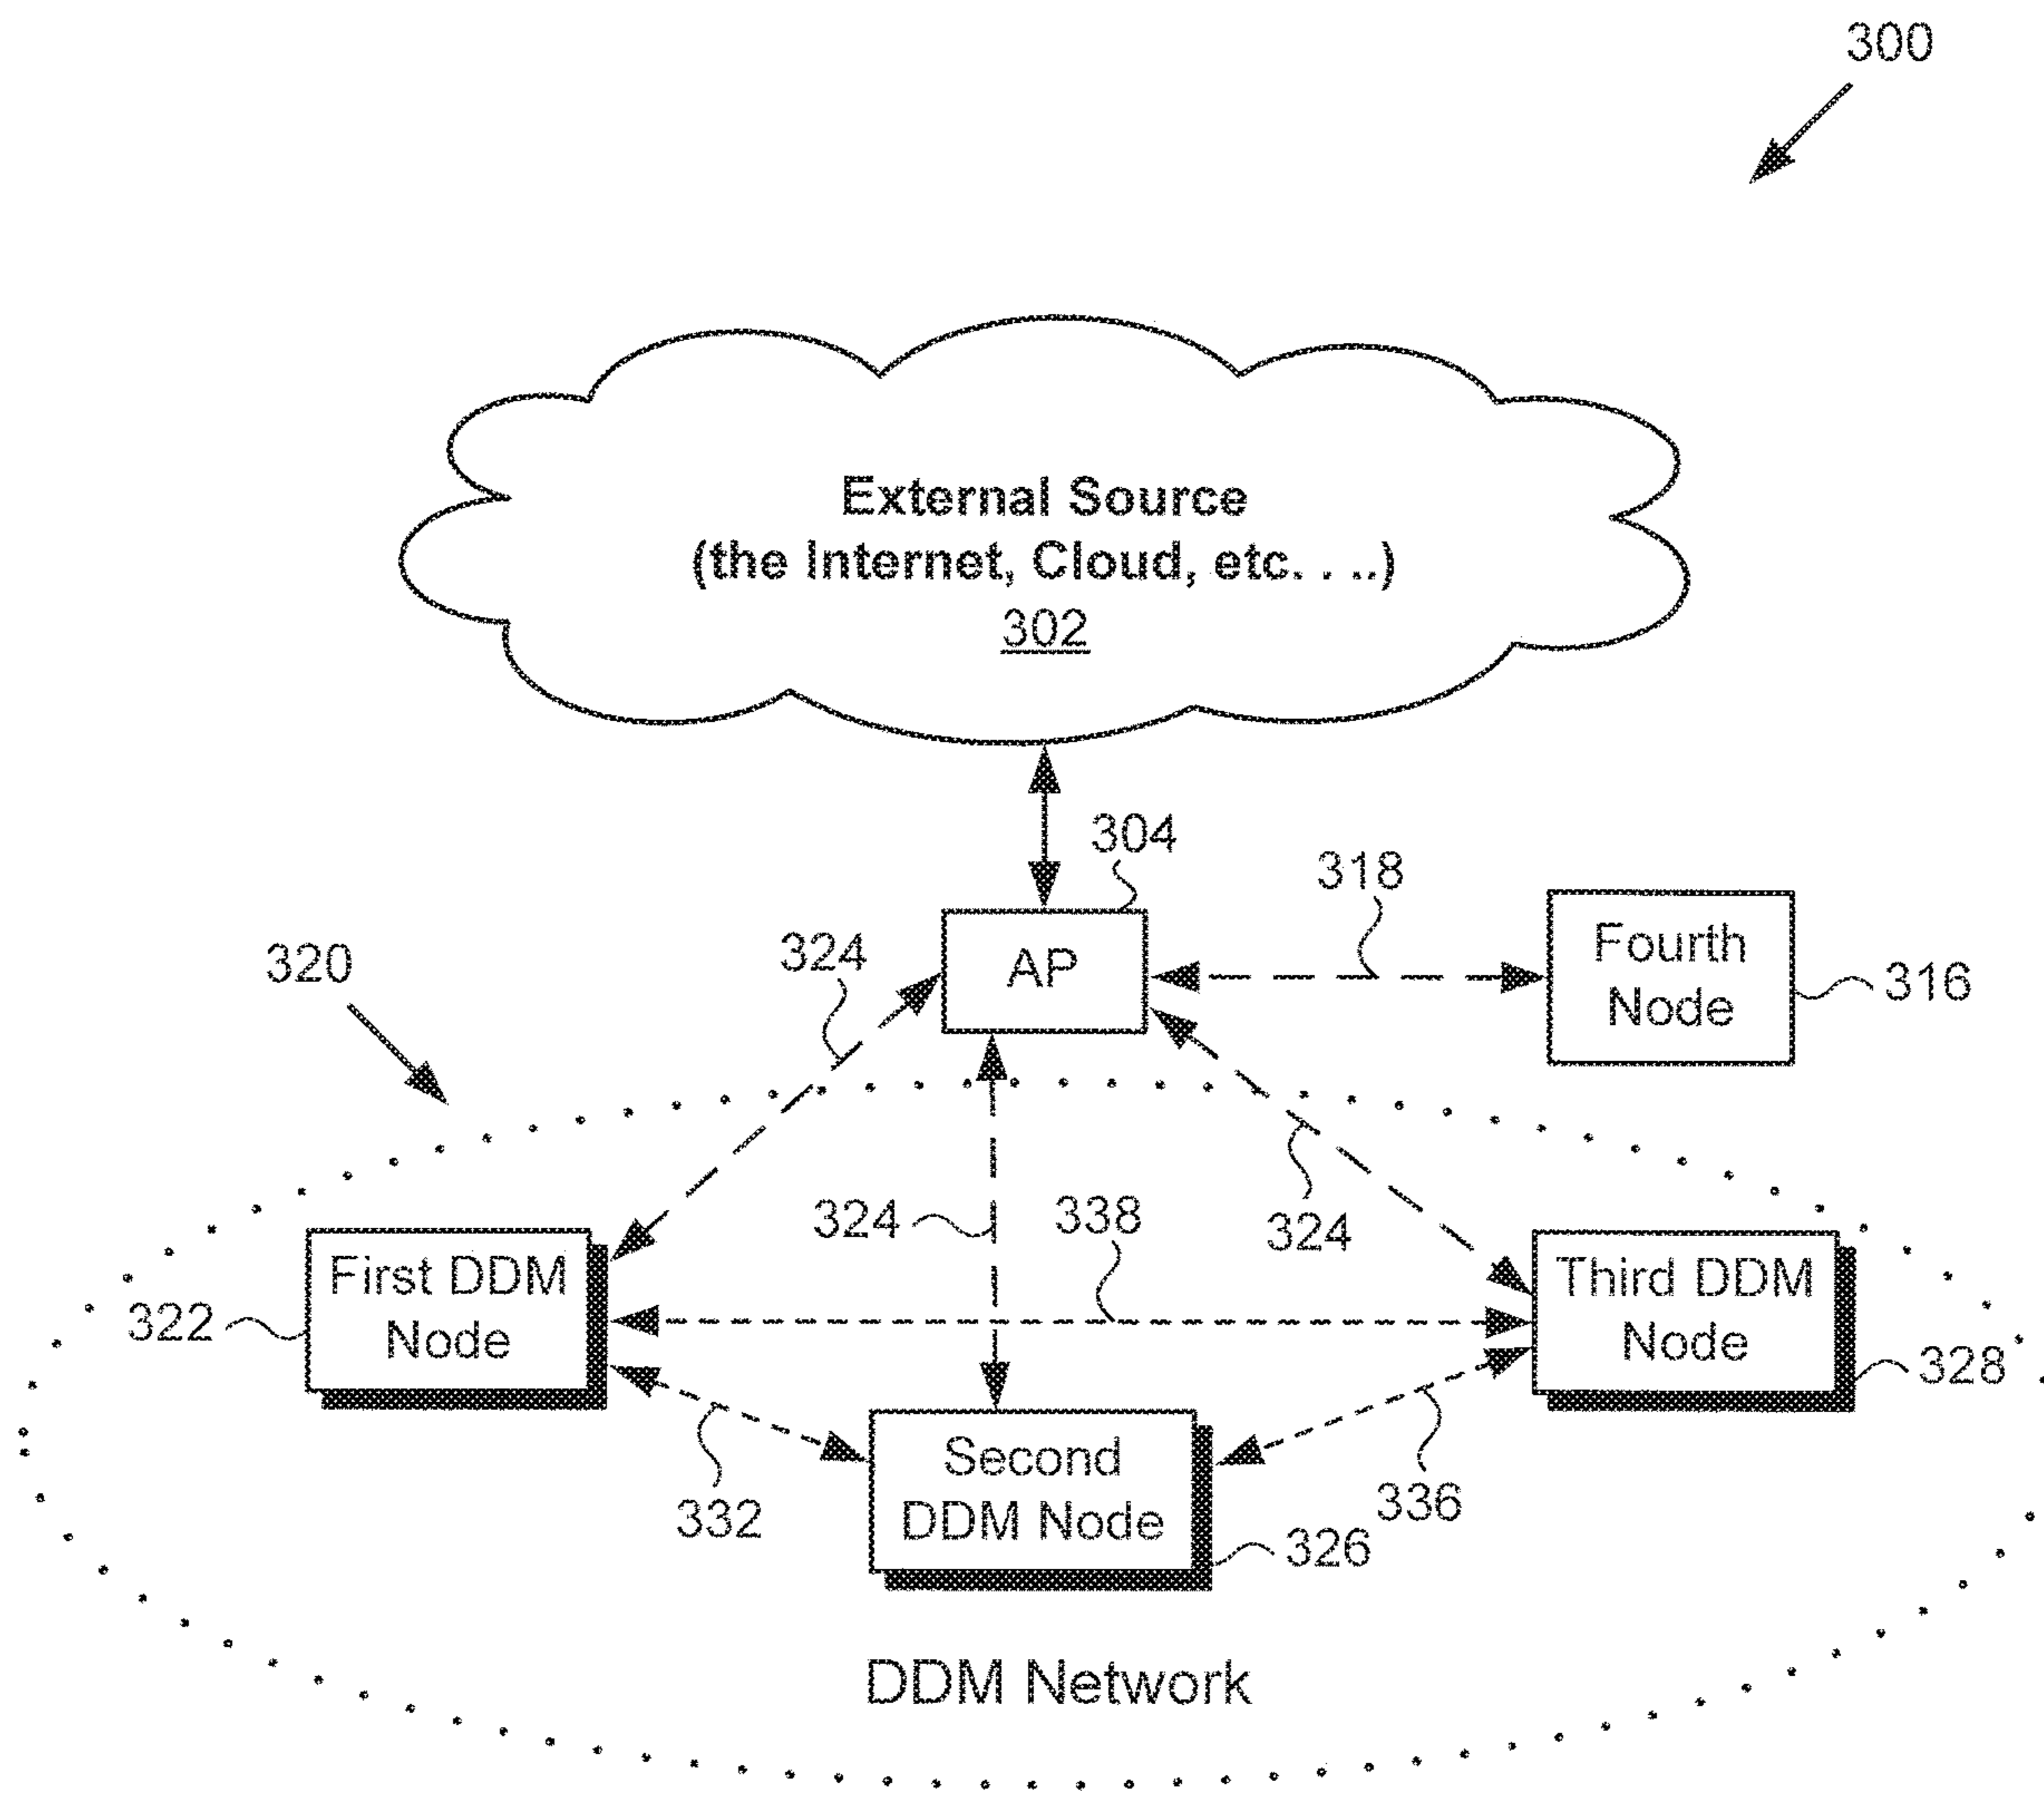 300
External Source
(the Internet, Cloud, etc. . ..)
302
304
318
324
AP
Fourth
Node
316
320
324
338
324
First DDM
Node
322
Third DDM
Node
328
332
Second
DDM Node
326
336
DDM Network